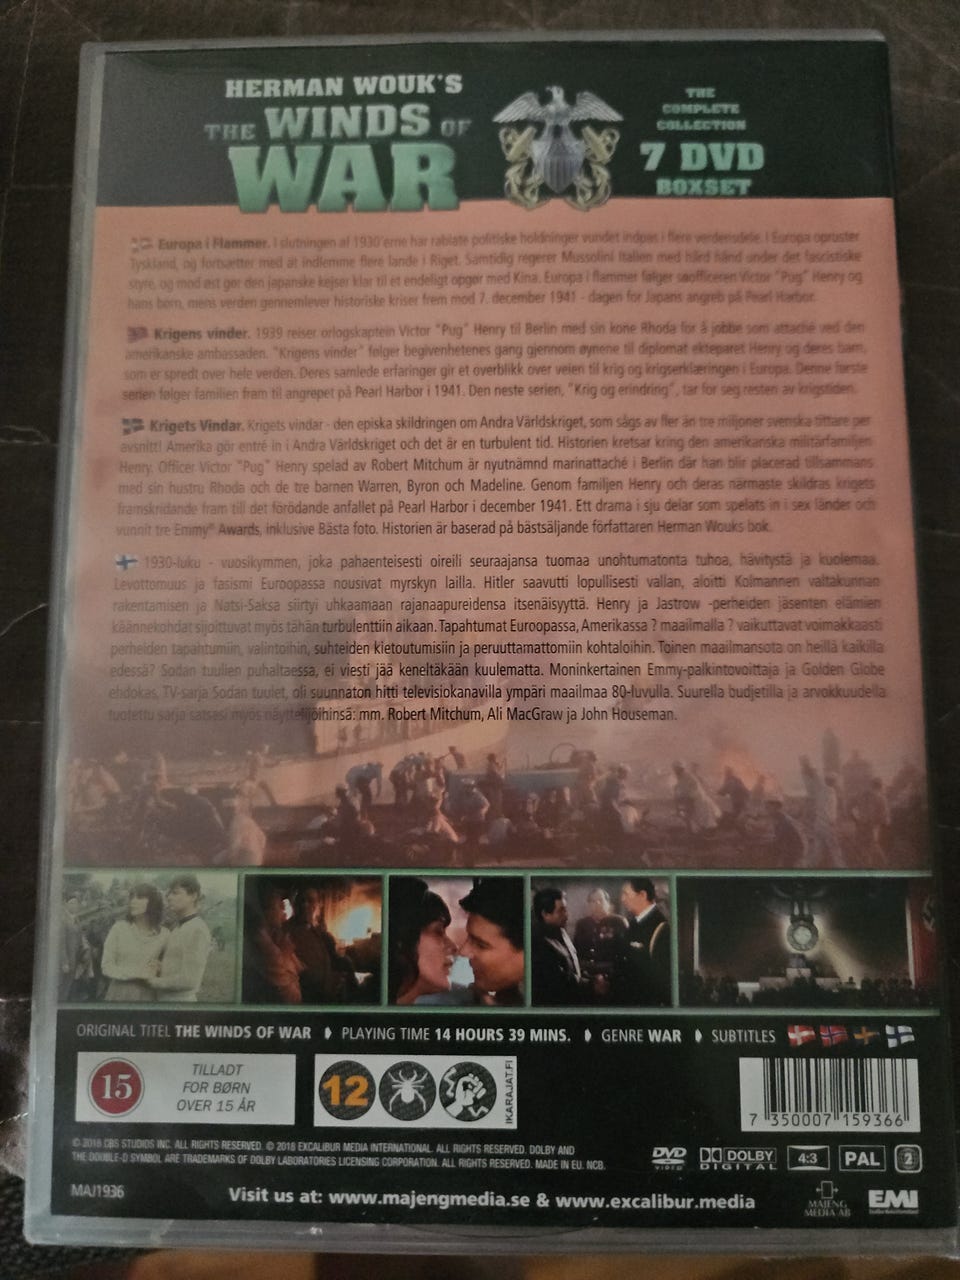 HERMAN WOUK'S
THE WINDS OF
WAR
THE
COMPLETE
COLLECTION
7 DVD
BOXSET
Europa i Flammer. I slutningen af 1930'erne har rabiate politiske holdninger vundet indpas i flere verdensdele. I Europa opruster
Tyskland, og fortsætter med at indlemme flere lande i Riget. Samtidig regerer Mussolini Italien med hård hånd under det fascistiske
styre, og mod øst gør den japanske kejser klar til et endeligt opgør med Kina. Europa i flammer følger søofficeren Victor "Pug" Henry og
hans børn, mens verden gennemlever historiske kriser frem mod 7. december 1941 - dagen for Japans angreb på Pearl Harbor.
Krigens vinder. 1939 reiser orlogskaptein Victor "Pug" Henry til Berlin med sin kone Rhoda for å jobbe som attaché ved den
amerikanske ambassaden. "Krigens vinder" følger begivenhetenes gang gjennom øynene til diplomat ekteparet Henry og deres barn,
som er spredt over hele verden. Deres samlede erfaringer gir et overblikk over veien til krig og krigserklæringen i Europa. Denne første
serien følger familien fram til angrepet på Pearl Harbor i 1941. Den neste serien, "Krig og erindring", tar for seg resten av krigstiden.
Krigets Vindar. Krigets vindar - den episka skildringen om Andra Världskriget, som sågs av fler än tre miljoner svenska tittare per
avsnitt! Amerika gör entré in i Andra Världskriget och det är en turbulent tid. Historien kretsar kring den amerikanska militärfamiljen
Henry. Officer Victor "Pug" Henry spelad av Robert Mitchum är nyutnämnd marinattaché i Berlin där han blir placerad tillsammans
med sin hustru Rhoda och de tre barnen Warren, Byron och Madeline. Genom familjen Henry och deras närmaste skildras krigets
framskridande fram till det förödande anfallet på Pearl Harbor i december 1941. Ett drama i sju delar som spelats in i sex länder och
vunnit tre Emmy® Awards, inklusive Bästa foto. Historien är baserad på bästsäljande författaren Herman Wouks bok.
1930-luku - vuosikymmen, joka pahaenteisesti oireili seuraajansa tuomaa unohtumatonta tuhoa, hävitystä ja kuolemaa.
Levottomuus ja fasismi Euroopassa nousivat myrskyn lailla. Hitler saavutti lopullisesti vallan, aloitti Kolmannen valtakunnan
rakentamisen ja Natsi-Saksa siirtyi uhkaamaan rajanaapureidensa itsenäisyyttä. Henry ja Jastrow -perheiden jäsenten elämien
käännekohdat sijoittuvat myös tähän turbulenttiin aikaan. Tapahtumat Euroopassa, Amerikassa ? maailmalla ? vaikuttavat voimakkaasti
perheiden tapahtumiin, valintoihin, suhteiden kietoutumisiin ja peruuttamattomiin kohtaloihin. Toinen maailmansota on heillä kaikilla
edessä? Sodan tuulien puhaltaessa, ei viesti jää keneltäkään kuulematta. Moninkertainen Emmy-palkintovoittaja ja Golden Globe
ehdokas, TV-sarja Sodan tuulet, oli suunnaton hitti televisiokanavilla ympäri maailmaa 80-luvulla. Suurella budjetilla ja arvokkuudella
tuotettu sarja satsasi myös näyttelijöihinsä: mm. Robert Mitchum, Ali MacGraw ja John Houseman.
ORIGINAL TITEL THE WINDS OF WAR PLAYING TIME 14 HOURS 39 MINS. GENRE WAR SUBTITLES
15
TILLADT
FOR BØRN
OVER 15 ÅR
12
IKARAJAT.FI
7 350007 159366
© 2016 CBS STUDIOS INC. ALL RIGHTS RESERVED. © 2016 EXCALIBUR MEDIA INTERNATIONAL. ALL RIGHTS RESERVED. DOLBY AND
THE DOUBLE-D SYMBOL ARE TRADEMARKS OF DOLBY LABORATORIES LICENSING CORPORATION. ALL RIGHTS RESERVED. MADE IN EU. NCB.
DVD
VIDEO
DOLBY
DIGITAL
4:3
PAL
2
MAJ1936
Visit us at: www.majengmedia.se & www.excalibur.media
MAJENG
MEDIA AB
EMI